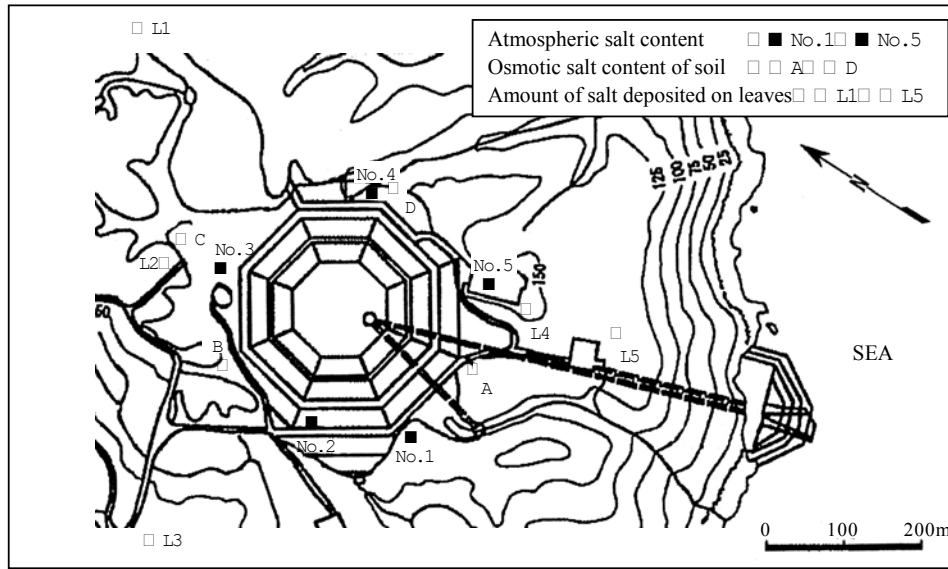 L1
Atmospheric salt content □ ■ No.1□ ■ No.5
Osmotic salt content of soil □ □ A□ □ D
Amount of salt deposited on leaves□ □ L1□ □ L5
125
100
75
50
25
N
No.4
D
C
No.3
L2
No.5
150
L4
L5
SEA
B
A
No.2
No.1
L3
0 100 200m